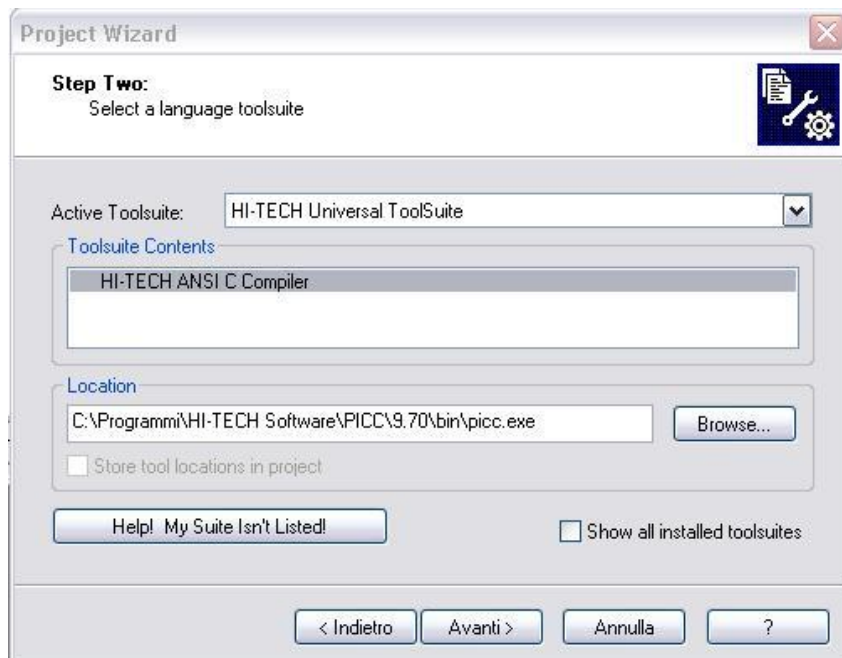 Project Wizard
Step Two:
Select a language toolsuite
Active Toolsuite:
HI-TECH Universal ToolSuite
Toolsuite Contents
HI-TECH ANSI C Compiler
Location
C:\Programmi\HI-TECH Software\PICC\9.70\bin\picc.exe
Browse...
Store tool locations in project
Help! My Suite Isn't Listed!
Show all installed toolsuites
< Indietro
Avanti >
Annulla
?